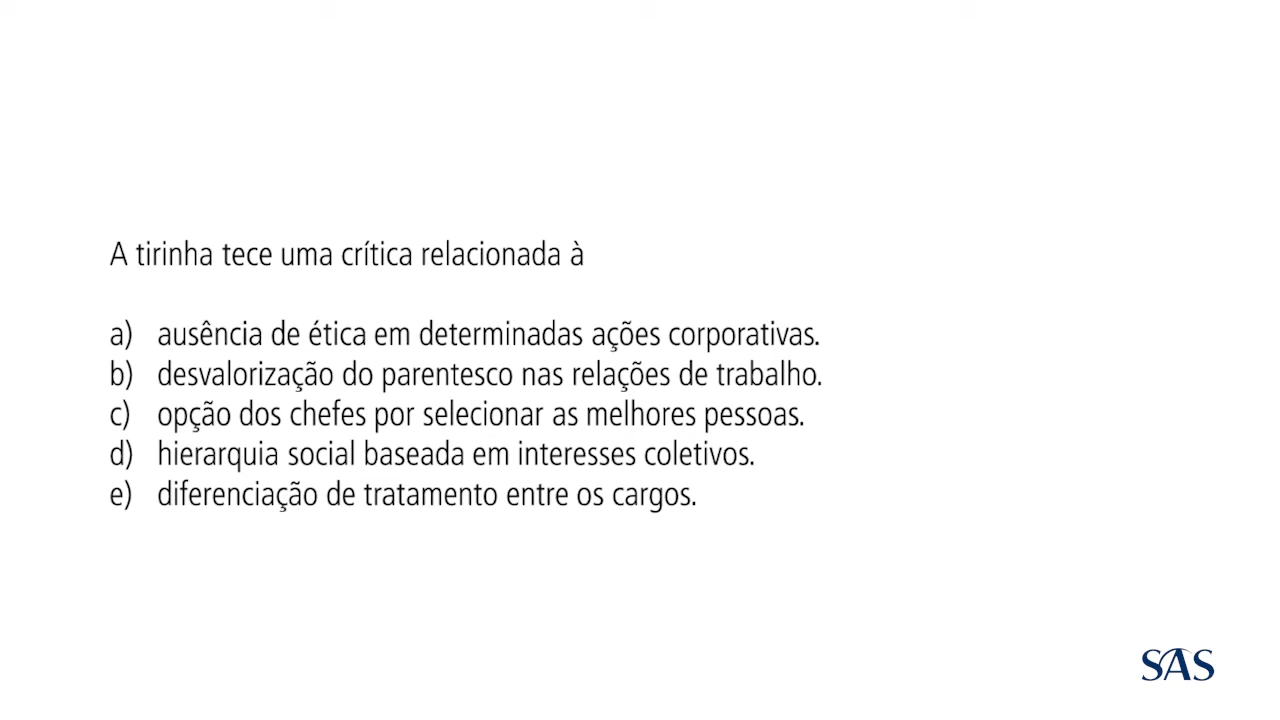 A tirinha tece uma crítica relacionada à
a) ausência de ética em determinadas ações corporativas.
b) desvalorização do parentesco nas relações de trabalho.
c) opção dos chefes por selecionar as melhores pessoas.
d) hierarquia social baseada em interesses coletivos.
e) diferenciação de tratamento entre os cargos.
SAS